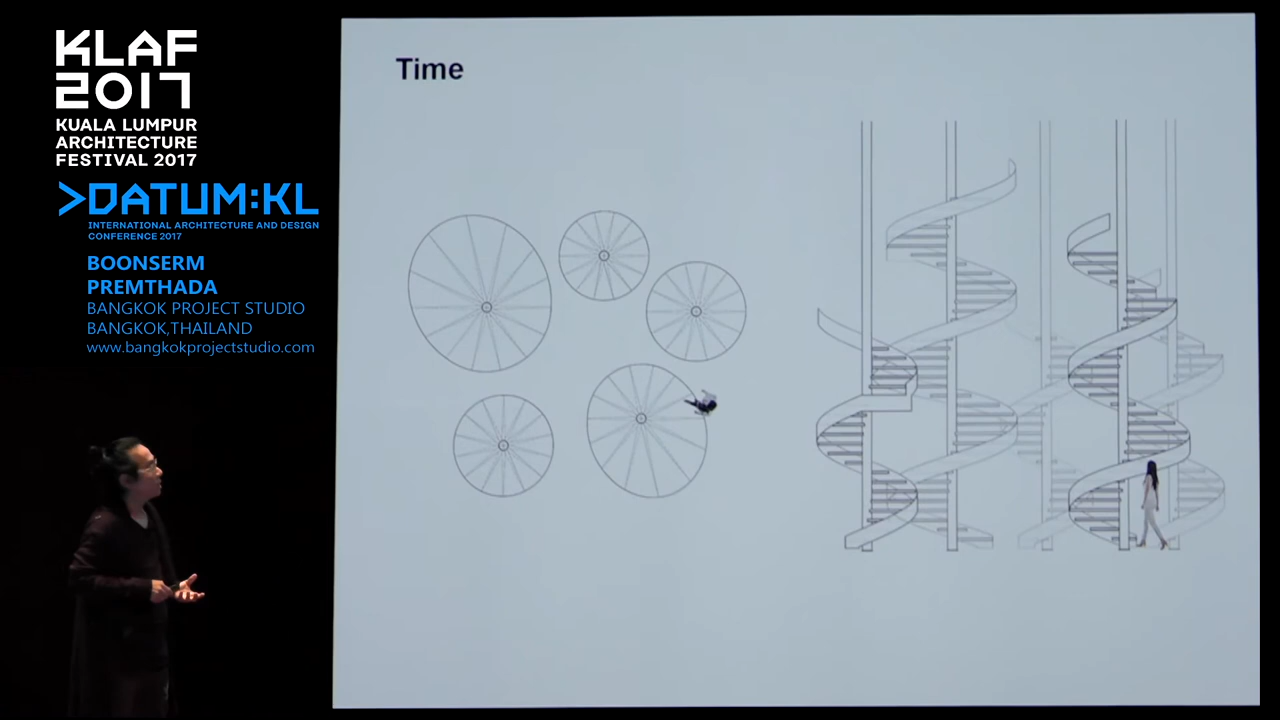 KLAF
2017
KUALA LUMPUR
ARCHITECTURE
FESTIVAL 2017
>DATUM:KL
INTERNATIONAL ARCHITECTURE AND DESIGN
CONFERENCE 2017
BOONSERM
PREMTHADA
BANGKOK PROJECT STUDIO
BANGKOK,THAILAND
www.bangkokprojectstudio.com
Time